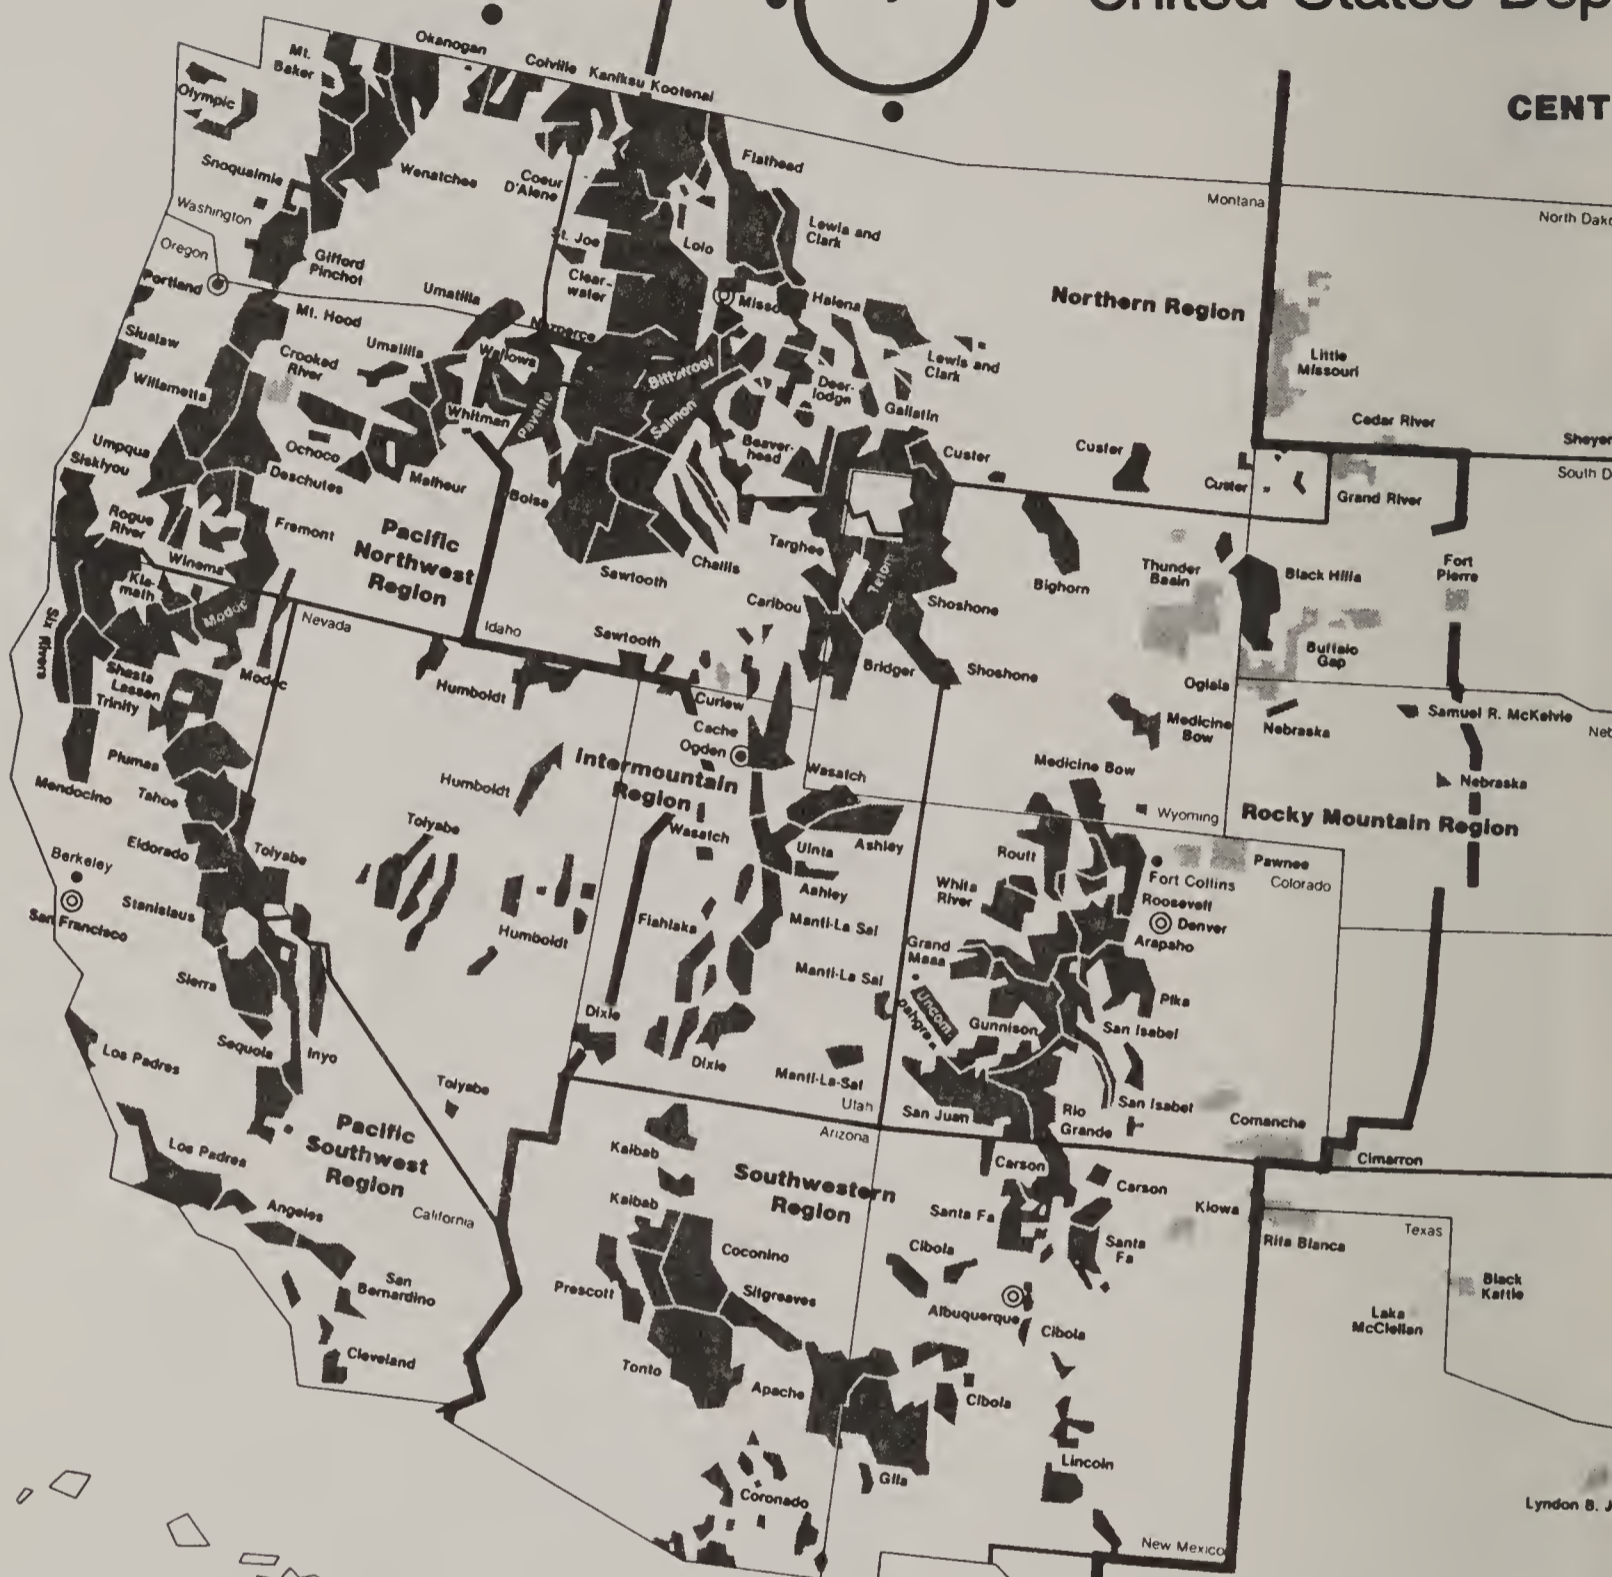 United States Dep
CENT
Okanogan
Colville
Kaniksu
Kootenai
Mt.
Baker
Olympic
Snoqualmie
Wenatchee
Coeur
D'Alene
Flathead
Washington
Oregon
Portland
Gifford
Pinchot
St. Joe
Lolo
Lewis and
Clark
Montana
North Dako
Clear-
water
Umatilla
Misso
Helena
Northern Region
Mt. Hood
Nezperce
Siuslaw
Crooked
River
Umatilla
Wallowa
Bitterroot
Lewis and
Clark
Little
Missouri
Willamette
Deer-
lodge
Whitman
Payette
Salmon
Gallatin
Cedar River
Umpqua
Siskiyou
Ochoco
Beaver-
head
Custer
Custer
Sheyen
Deschutes
Malheur
Boise
Custer
Grand River
South D
Rogue
River
Fremont
Pacific
Northwest
Region
Targhee
Winema
Challis
Sawtooth
Teton
Bighorn
Thunder
Basin
Black Hills
Fort
Pierre
Kla-
math
Modoc
Caribou
Shoshone
Six Rivers
Nevada
Idaho
Sawtooth
Buffalo
Gap
Shasta
Lassen
Trinity
Modoc
Humboldt
Bridger
Shoshone
Oglala
Curlew
Cache
Ogden
Medicine
Bow
Nebraska
Samuel R. McKelvie
Neb
Plumas
Mendocino
Tahoe
Humboldt
Intermountain
Region
Wasatch
Medicine Bow
Nebraska
Wyoming
Rocky Mountain Region
Toiyabe
Wasatch
Eldorado
Toiyabe
Uinta
Ashley
Routt
Pawnee
Berkeley
Ashley
White
River
Fort Collins
Colorado
Roosevelt
Stanislaus
San Francisco
Fishlake
Manti-La Sal
Denver
Humboldt
Grand
Mesa
Arapaho
Manti-La Sal
Sierra
Uncom-
pahgre
Pike
Dixie
Gunnison
San Isabel
Sequoia
Inyo
Los Padres
Dixie
Toiyabe
Manti-La-Sal
Utah
San Juan
Rio
Grande
San Isabel
Comanche
Arizona
Pacific
Southwest
Region
Kaibab
Carson
Cimarron
Los Padres
Southwestern
Region
Carson
Kaibab
Kiowa
Angeles
California
Santa Fe
Texas
Rita Blanca
Coconino
Cibola
Santa
Fe
San
Bernardino
Prescott
Sitgreaves
Black
Kettle
Albuquerque
Cibola
Lake
McClellan
Cleveland
Tonto
Apache
Cibola
Lincoln
Gila
Coronado
Lyndon B. J
New Mexico